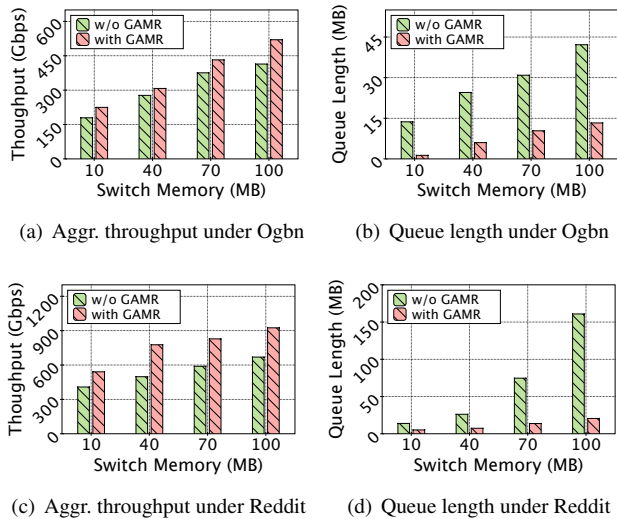 600
450
300
150
0
Thoughput (Gbps)
w/o GAMR
with GAMR
10 40 70 100
Switch Memory (MB)
(a) Aggr. throughput under Ogbn
45
30
15
0
Queue Length (MB)
w/o GAMR
with GAMR
10 40 70 100
Switch Memory (MB)
(b) Queue length under Ogbn
1200
900
600
300
0
Thoughput (Gbps)
w/o GAMR
with GAMR
10 40 70 100
Switch Memory (MB)
(c) Aggr. throughput under Reddit
200
150
100
50
0
Queue Length (MB)
w/o GAMR
with GAMR
10 40 70 100
Switch Memory (MB)
(d) Queue length under Reddit